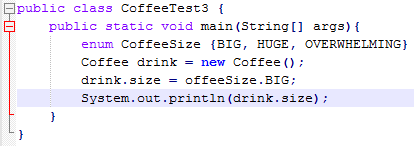 public class CoffeeTest3 {
    public static void main(String[] args){
        enum CoffeeSize {BIG, HUGE, OVERWHELMING}
        Coffee drink = new Coffee();
        drink.size = offeeSize.BIG;
        System.out.println(drink.size);
    }
}